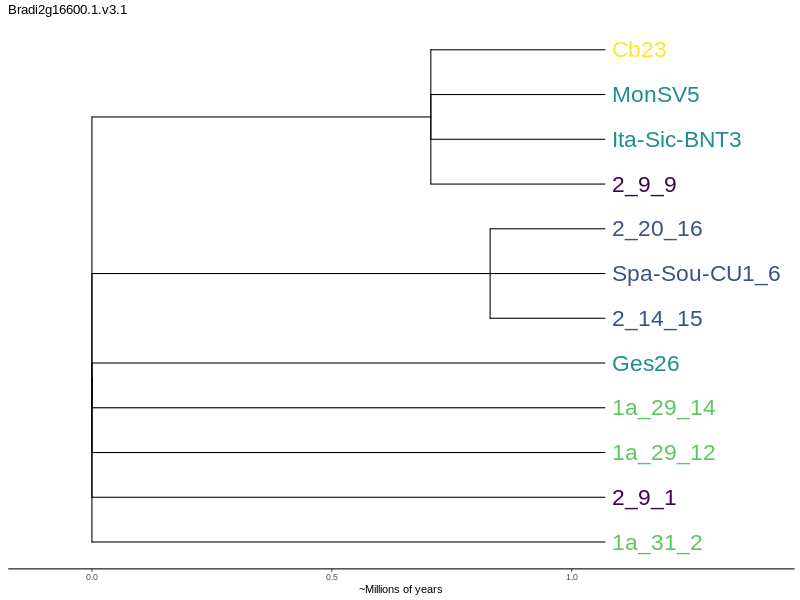 Bradi2g16600.1.v3.1
Cb23
MonSV5
Ita-Sic-BNT3
2_9_9
2_20_16
Spa-Sou-CU1_6
2_14_15
Ges26
1a_29_14
1a_29_12
2_9_1
1a_31_2
0.0 0.5 1.0
~Millions of years